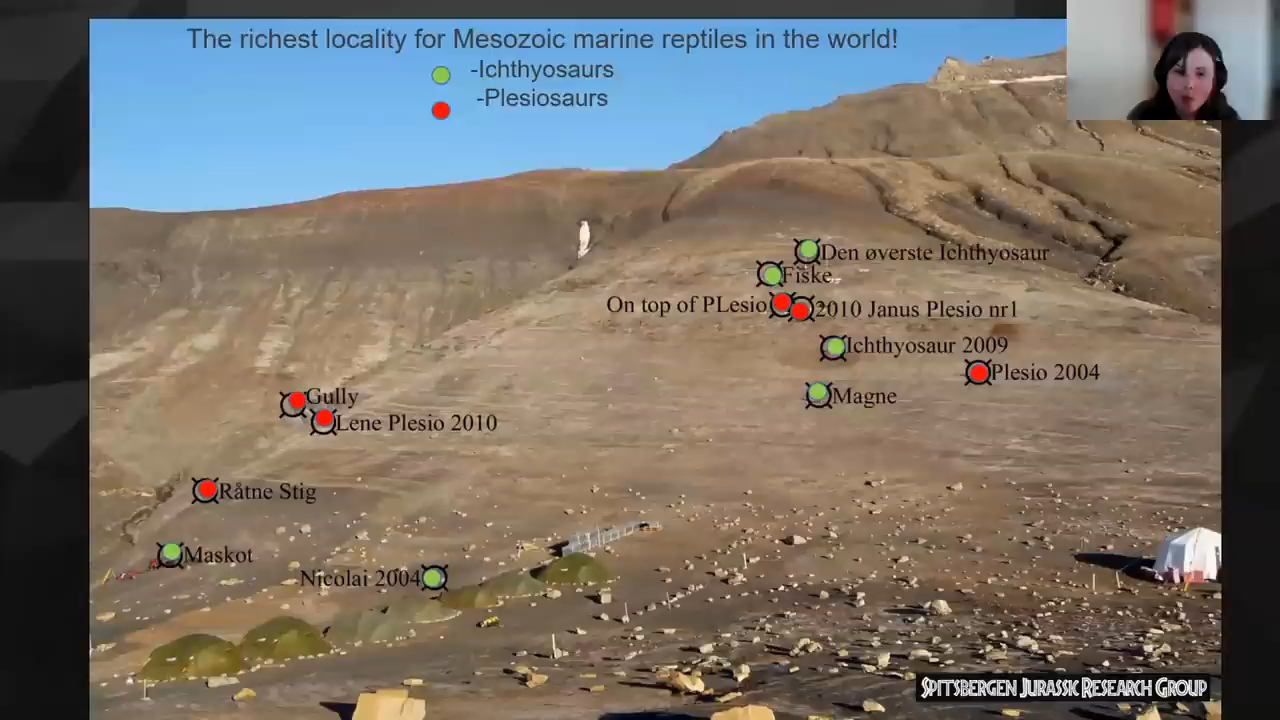 The richest locality for Mesozoic marine reptiles in the world!
-Ichthyosaurs
-Plesiosaurs
Den øverste Ichthyosaur
Fiske
On top of PLesio
2010 Janus Plesio nr1
Ichthyosaur 2009
Plesio 2004
Magne
Gully
Lene Plesio 2010
Råtne Stig
Maskot
Nicolai 2004
SPITSBERGEN JURASSIC RESEARCH GROUP